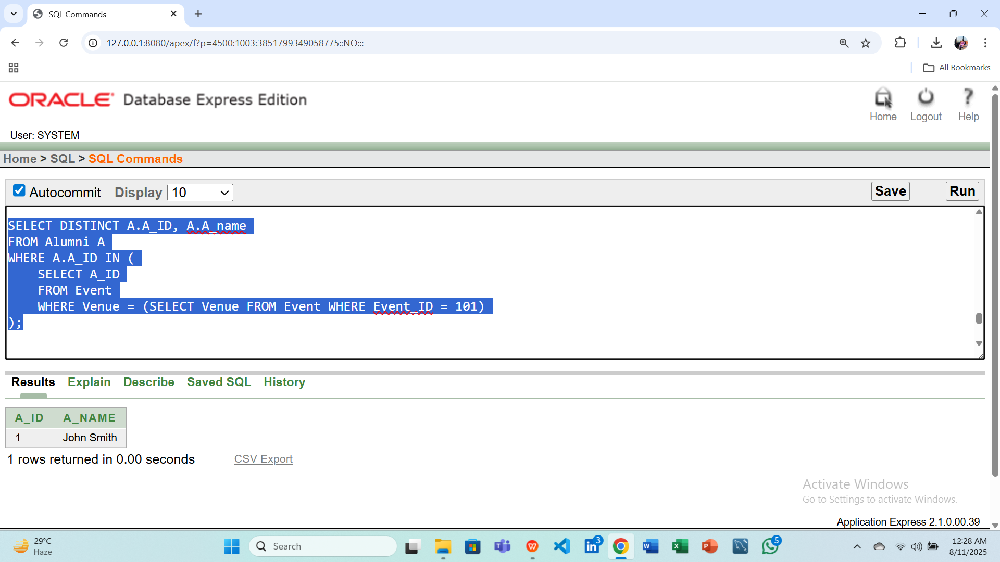 SQL Commands
127.0.0.1:8080/apex/f?p=4500:1003:3851799349058775::NO:::
All Bookmarks
ORACLE Database Express Edition
Home Logout Help
User: SYSTEM
Home > SQL > SQL Commands
Autocommit Display 10 Save Run
SELECT DISTINCT A.A_ID, A.A_name
FROM Alumni A
WHERE A.A_ID IN (
    SELECT A_ID
    FROM Event
    WHERE Venue = (SELECT Venue FROM Event WHERE Event_ID = 101)
);
Results Explain Describe Saved SQL History
A_ID A_NAME
1 John Smith
1 rows returned in 0.00 seconds CSV Export
Activate Windows
Go to Settings to activate Windows.
Application Express 2.1.0.00.39
29°C
Haze
Search
3
5
12:28 AM
8/11/2025